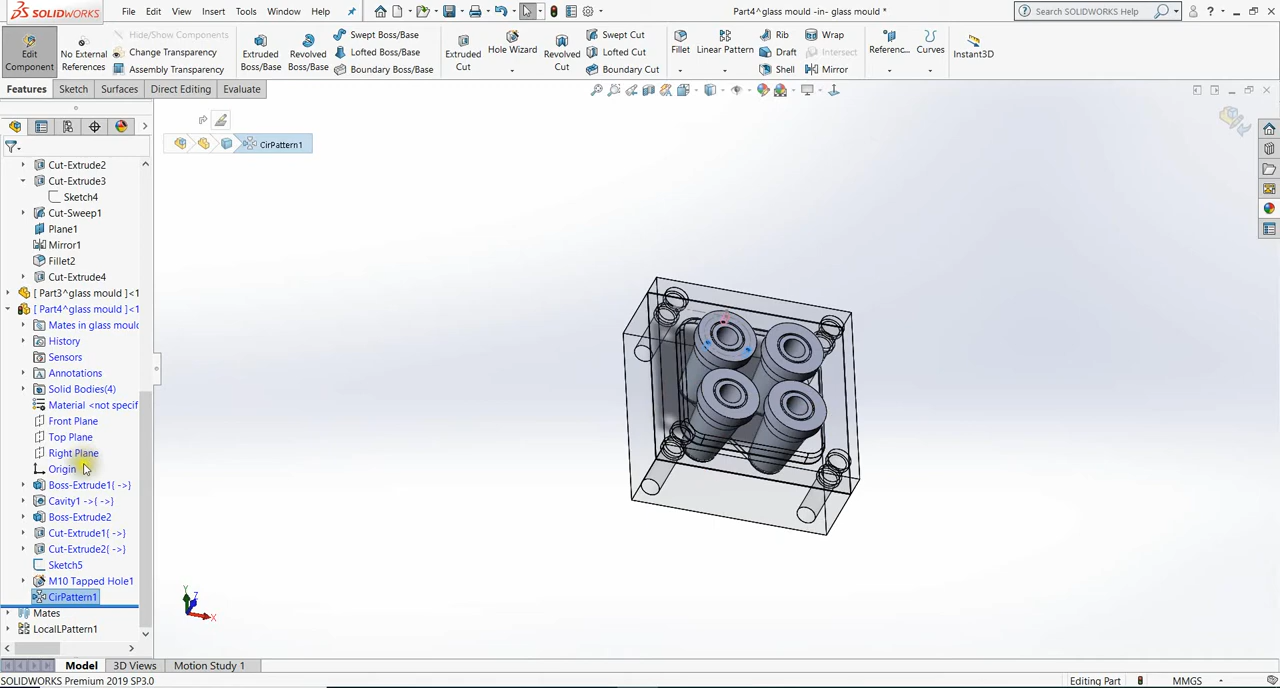 SOLIDWORKS File Edit View Insert Tools Window Help Part4^glass mould -in- glass mould * Search SOLIDWORKS Help
Edit Component
No External References
Hide/Show Components
Change Transparency
Assembly Transparency
Extruded Boss/Base
Revolved Boss/Base
Swept Boss/Base
Lofted Boss/Base
Boundary Boss/Base
Extruded Cut
Hole Wizard
Revolved Cut
Swept Cut
Lofted Cut
Boundary Cut
Fillet
Linear Pattern
Rib
Draft
Shell
Wrap
Intersect
Mirror
Referenc...
Curves
Instant3D
Features Sketch Surfaces Direct Editing Evaluate
CirPattern1
Cut-Extrude2
Cut-Extrude3
Sketch4
Cut-Sweep1
Plane1
Mirror1
Fillet2
Cut-Extrude4
[ Part3^glass mould ]<1
[ Part4^glass mould ]<1
Mates in glass mould
History
Sensors
Annotations
Solid Bodies(4)
Material <not specif
Front Plane
Top Plane
Right Plane
Origin
Boss-Extrude1{ ->}
Cavity1 ->{ ->}
Boss-Extrude2
Cut-Extrude1{ ->}
Cut-Extrude2{ ->}
Sketch5
M10 Tapped Hole1
CirPattern1
Mates
LocalLPattern1
Y
Z
X
Model 3D Views Motion Study 1
SOLIDWORKS Premium 2019 SP3.0 Editing Part MMGS